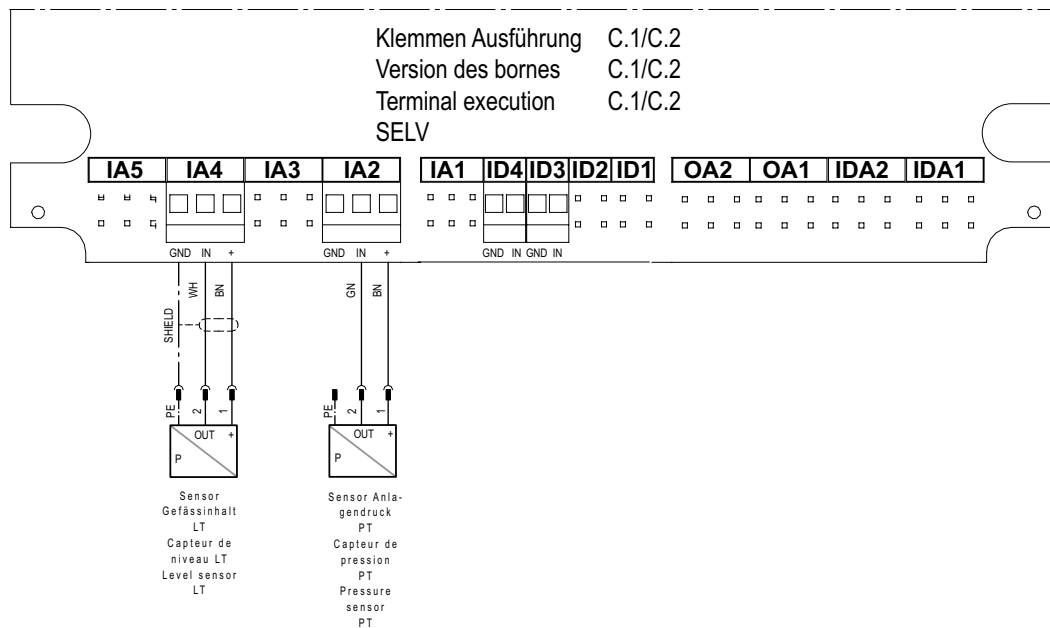 Klemmen Ausführung C.1/C.2
Version des bornes C.1/C.2
Terminal execution C.1/C.2
SELV
IA5 IA4 IA3 IA2 IA1 ID4 ID3 ID2 ID1 OA2 OA1 IDA2 IDA1
GND IN + GND IN + GND IN GND IN
SHIELD WH BN GN BN
PE 2 1 PE 2 1
OUT + OUT +
P P
Sensor
Gefässinhalt
LT
Capteur de
niveau LT
Level sensor
LT
Sensor Anla-
gendruck
PT
Capteur de
pression
PT
Pressure
sensor
PT